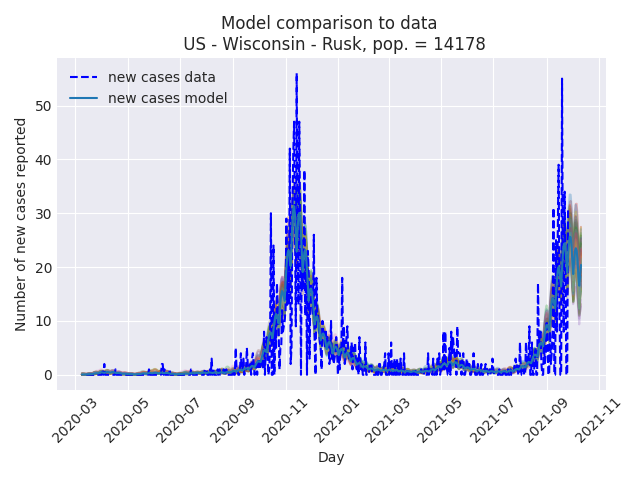 Model comparison to data
US - Wisconsin - Rusk, pop. = 14178
new cases data
new cases model
Number of new cases reported
50
40
30
20
10
0
2020-03
2020-05
2020-07
2020-09
2020-11
2021-01
2021-03
2021-05
2021-07
2021-09
2021-11
Day